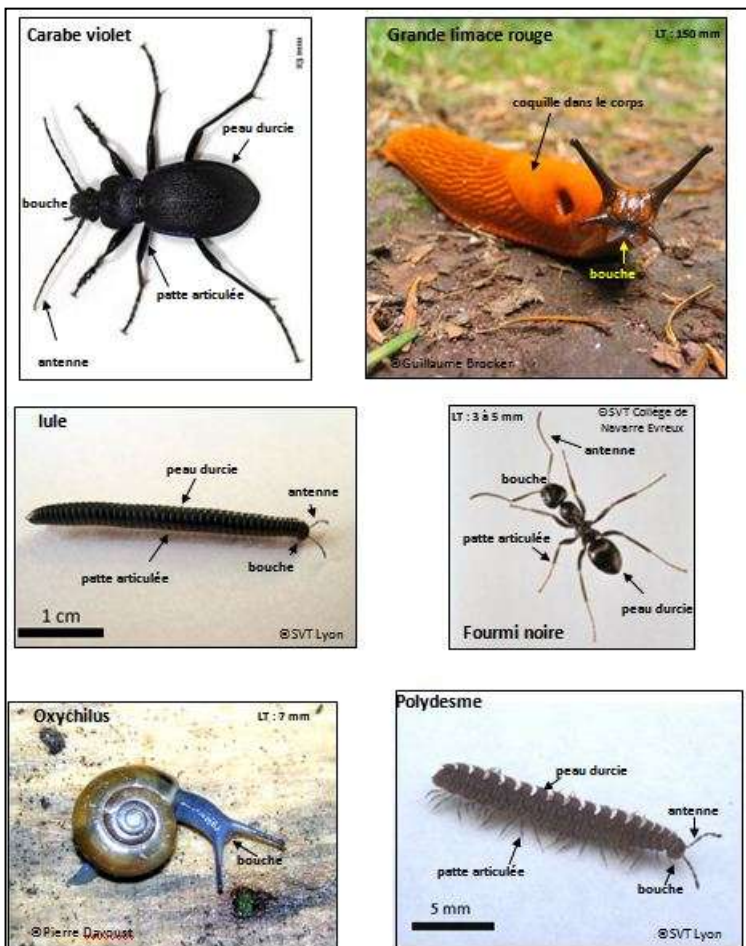 Carabe violet
peau durcie
bouche
patte articulée
antenne
Grande limace rouge
LT : 150 mm
coquille dans le corps
bouche
©Guillaume Brocker
Iule
peau durcie
antenne
patte articulée
bouche
1 cm
©SVT Lyon
LT : 3 à 5 mm
©SVT Collège de
Navarre Evreux
antenne
bouche
patte articulée
peau durcie
Fourmi noire
Oxychilus
LT : 7 mm
bouche
©Pierre Davoust
Polydesme
peau durcie
antenne
patte articulée
bouche
5 mm
©SVT Lyon